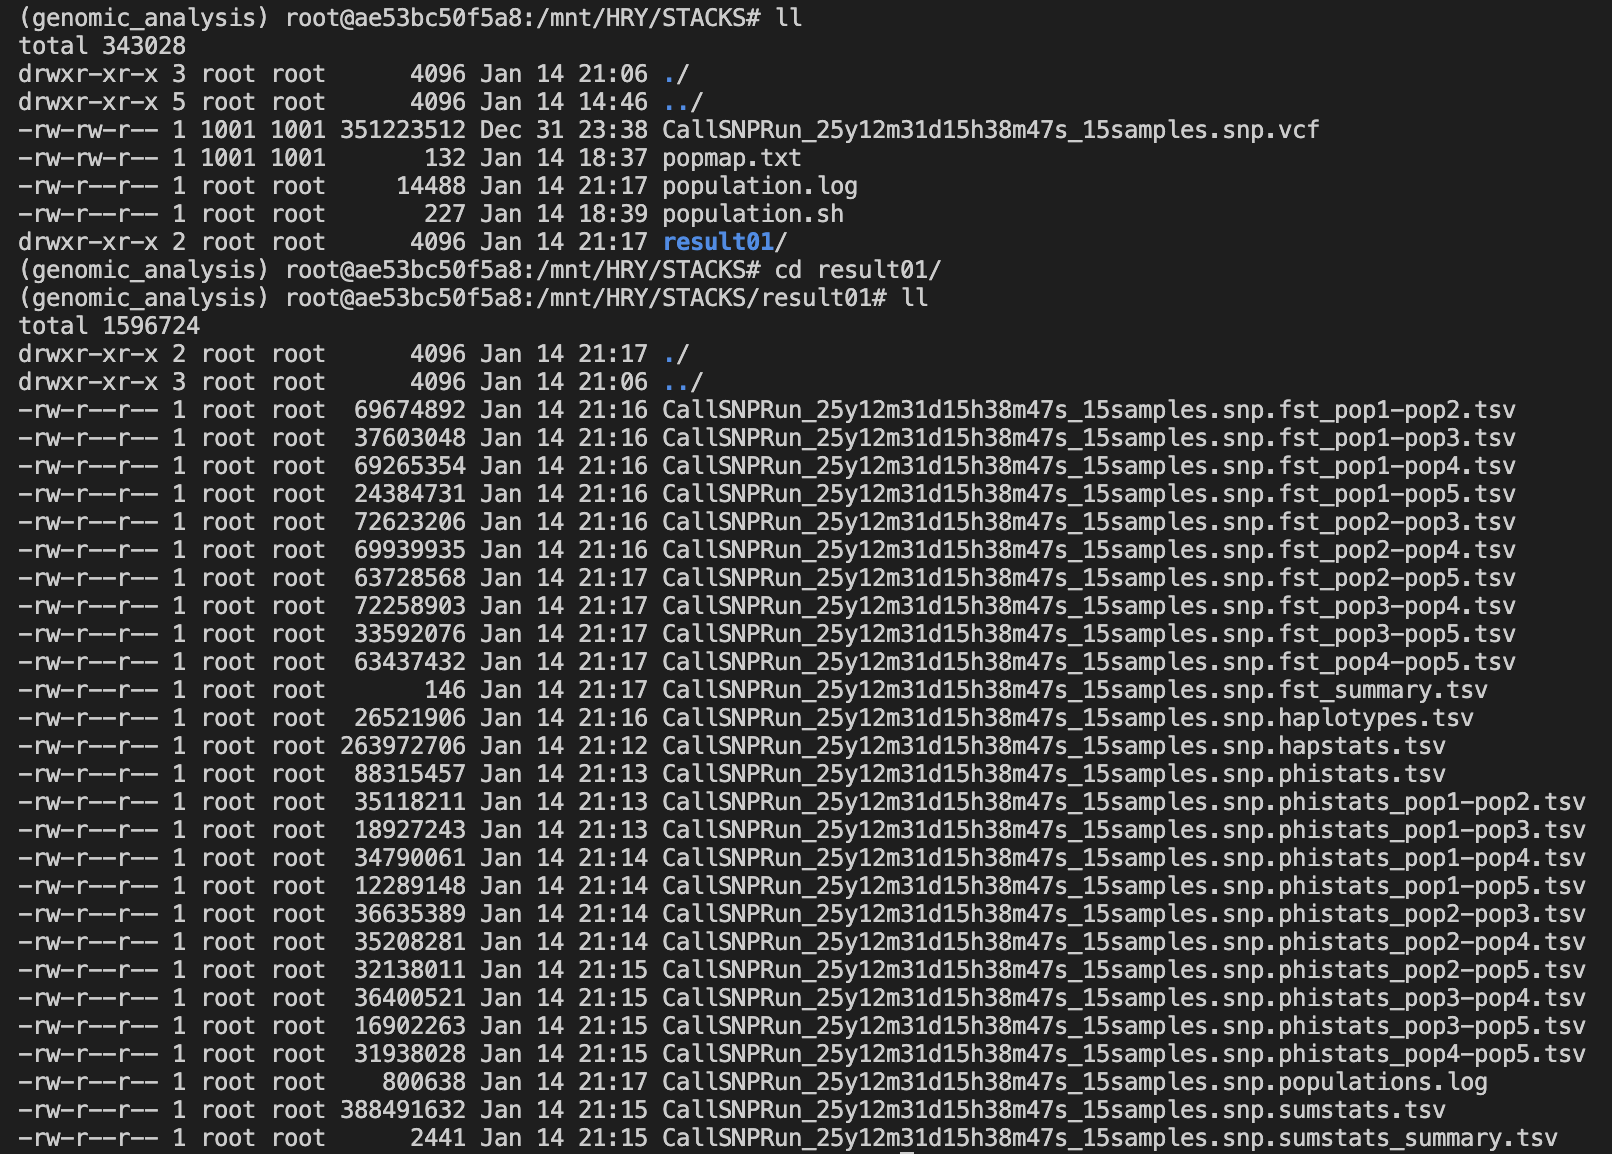 (genomic_analysis) root@ae53bc50f5a8:/mnt/HRY/STACKS# ll
total 343028
drwxr-xr-x 3 root root      4096 Jan 14 21:06 ./
drwxr-xr-x 5 root root      4096 Jan 14 14:46 ../
-rw-rw-r-- 1 1001 1001 351223512 Dec 31 23:38 CallSNPRun_25y12m31d15h38m47s_15samples.snp.vcf
-rw-rw-r-- 1 1001 1001       132 Jan 14 18:37 popmap.txt
-rw-r--r-- 1 root root     14488 Jan 14 21:17 population.log
-rw-r--r-- 1 root root       227 Jan 14 18:39 population.sh
drwxr-xr-x 2 root root      4096 Jan 14 21:17 result01/
(genomic_analysis) root@ae53bc50f5a8:/mnt/HRY/STACKS# cd result01/
(genomic_analysis) root@ae53bc50f5a8:/mnt/HRY/STACKS/result01# ll
total 1596724
drwxr-xr-x 2 root root      4096 Jan 14 21:17 ./
drwxr-xr-x 3 root root      4096 Jan 14 21:06 ../
-rw-r--r-- 1 root root  69674892 Jan 14 21:16 CallSNPRun_25y12m31d15h38m47s_15samples.snp.fst_pop1-pop2.tsv
-rw-r--r-- 1 root root  37603048 Jan 14 21:16 CallSNPRun_25y12m31d15h38m47s_15samples.snp.fst_pop1-pop3.tsv
-rw-r--r-- 1 root root  69265354 Jan 14 21:16 CallSNPRun_25y12m31d15h38m47s_15samples.snp.fst_pop1-pop4.tsv
-rw-r--r-- 1 root root  24384731 Jan 14 21:16 CallSNPRun_25y12m31d15h38m47s_15samples.snp.fst_pop1-pop5.tsv
-rw-r--r-- 1 root root  72623206 Jan 14 21:16 CallSNPRun_25y12m31d15h38m47s_15samples.snp.fst_pop2-pop3.tsv
-rw-r--r-- 1 root root  69939935 Jan 14 21:16 CallSNPRun_25y12m31d15h38m47s_15samples.snp.fst_pop2-pop4.tsv
-rw-r--r-- 1 root root  63728568 Jan 14 21:17 CallSNPRun_25y12m31d15h38m47s_15samples.snp.fst_pop2-pop5.tsv
-rw-r--r-- 1 root root  72258903 Jan 14 21:17 CallSNPRun_25y12m31d15h38m47s_15samples.snp.fst_pop3-pop4.tsv
-rw-r--r-- 1 root root  33592076 Jan 14 21:17 CallSNPRun_25y12m31d15h38m47s_15samples.snp.fst_pop3-pop5.tsv
-rw-r--r-- 1 root root  63437432 Jan 14 21:17 CallSNPRun_25y12m31d15h38m47s_15samples.snp.fst_pop4-pop5.tsv
-rw-r--r-- 1 root root       146 Jan 14 21:17 CallSNPRun_25y12m31d15h38m47s_15samples.snp.fst_summary.tsv
-rw-r--r-- 1 root root  26521906 Jan 14 21:16 CallSNPRun_25y12m31d15h38m47s_15samples.snp.haplotypes.tsv
-rw-r--r-- 1 root root 263972706 Jan 14 21:12 CallSNPRun_25y12m31d15h38m47s_15samples.snp.hapstats.tsv
-rw-r--r-- 1 root root  88315457 Jan 14 21:13 CallSNPRun_25y12m31d15h38m47s_15samples.snp.phistats.tsv
-rw-r--r-- 1 root root  35118211 Jan 14 21:13 CallSNPRun_25y12m31d15h38m47s_15samples.snp.phistats_pop1-pop2.tsv
-rw-r--r-- 1 root root  18927243 Jan 14 21:13 CallSNPRun_25y12m31d15h38m47s_15samples.snp.phistats_pop1-pop3.tsv
-rw-r--r-- 1 root root  34790061 Jan 14 21:14 CallSNPRun_25y12m31d15h38m47s_15samples.snp.phistats_pop1-pop4.tsv
-rw-r--r-- 1 root root  12289148 Jan 14 21:14 CallSNPRun_25y12m31d15h38m47s_15samples.snp.phistats_pop1-pop5.tsv
-rw-r--r-- 1 root root  36635389 Jan 14 21:14 CallSNPRun_25y12m31d15h38m47s_15samples.snp.phistats_pop2-pop3.tsv
-rw-r--r-- 1 root root  35208281 Jan 14 21:14 CallSNPRun_25y12m31d15h38m47s_15samples.snp.phistats_pop2-pop4.tsv
-rw-r--r-- 1 root root  32138011 Jan 14 21:15 CallSNPRun_25y12m31d15h38m47s_15samples.snp.phistats_pop2-pop5.tsv
-rw-r--r-- 1 root root  36400521 Jan 14 21:15 CallSNPRun_25y12m31d15h38m47s_15samples.snp.phistats_pop3-pop4.tsv
-rw-r--r-- 1 root root  16902263 Jan 14 21:15 CallSNPRun_25y12m31d15h38m47s_15samples.snp.phistats_pop3-pop5.tsv
-rw-r--r-- 1 root root  31938028 Jan 14 21:15 CallSNPRun_25y12m31d15h38m47s_15samples.snp.phistats_pop4-pop5.tsv
-rw-r--r-- 1 root root    800638 Jan 14 21:17 CallSNPRun_25y12m31d15h38m47s_15samples.snp.populations.log
-rw-r--r-- 1 root root 388491632 Jan 14 21:15 CallSNPRun_25y12m31d15h38m47s_15samples.snp.sumstats.tsv
-rw-r--r-- 1 root root      2441 Jan 14 21:15 CallSNPRun_25y12m31d15h38m47s_15samples.snp.sumstats_summary.tsv